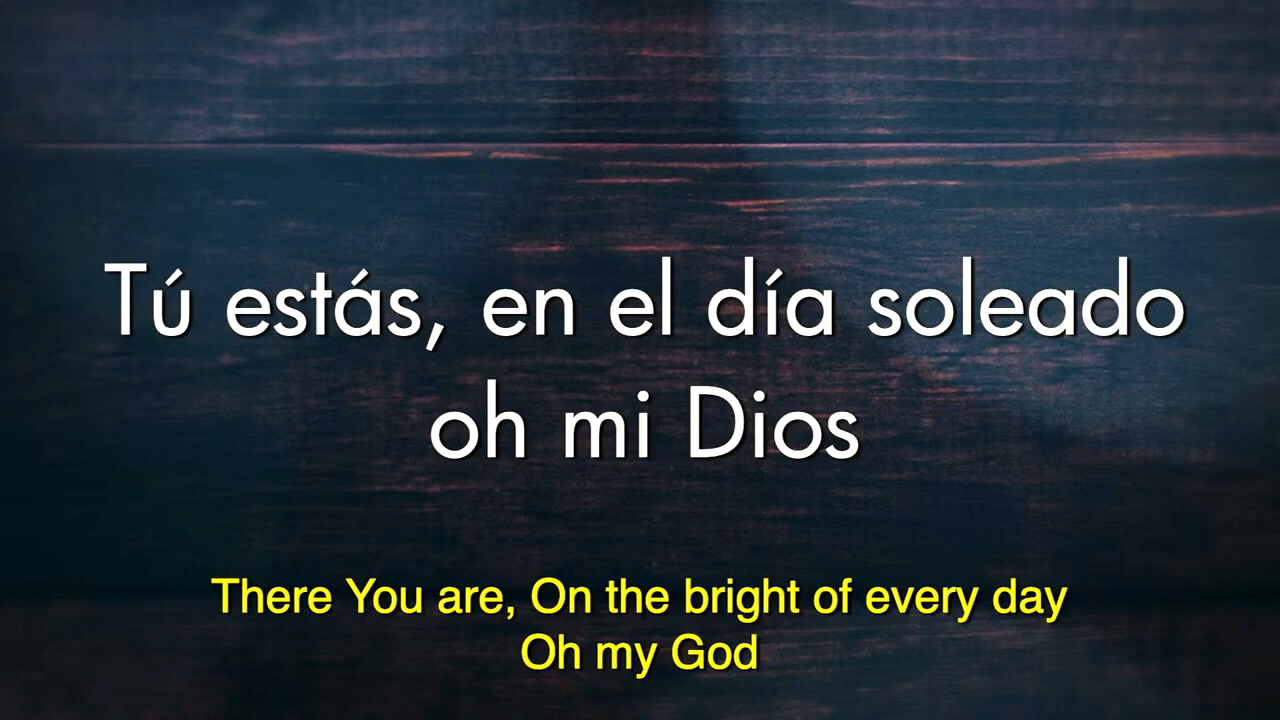 Tú estás, en el día soleado
oh mi Dios
There You are, On the bright of every day
Oh my God